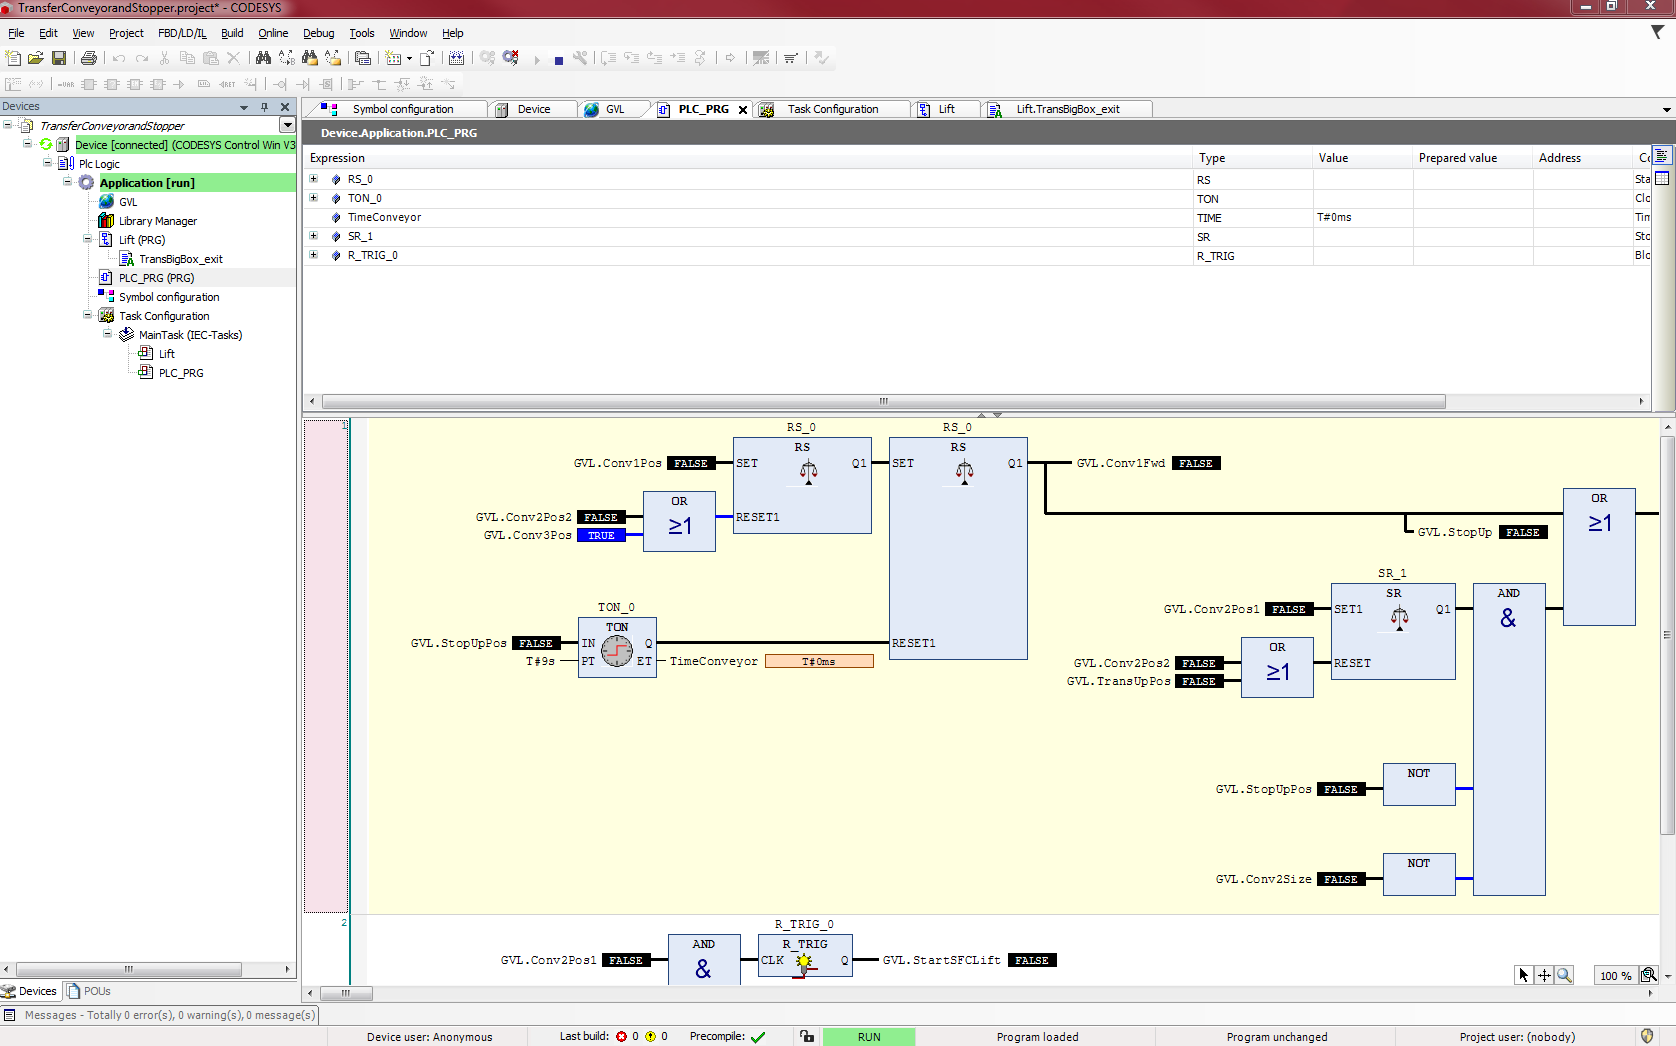 TransferConveyorandStopper.project* - CODESYS
File Edit View Project FBD/LD/IL Build Online Debug Tools Window Help
Devices
TransferConveyorandStopper
Device [connected] (CODESYS Control Win V3
Plc Logic
Application [run]
GVL
Library Manager
Lift (PRG)
TransBigBox_exit
PLC_PRG (PRG)
Symbol configuration
Task Configuration
MainTask (IEC-Tasks)
Lift
PLC_PRG
Devices POUs
Symbol configuration Device GVL PLC_PRG Task Configuration Lift Lift.TransBigBox_exit
Device.Application.PLC_PRG
Expression Type Value Prepared value Address Co
RS_0 RS Sta
TON_0 TON Clo
TimeConveyor TIME T#0ms Tim
SR_1 SR Sto
R_TRIG_0 R_TRIG Blo
1
RS_0 RS_0
RS RS
GVL.Conv1Pos FALSE SET Q1 SET Q1 GVL.Conv1Fwd FALSE
OR
≥1
GVL.Conv2Pos2 FALSE RESET1
GVL.Conv3Pos TRUE
OR
≥1
GVL.StopUp FALSE
TON_0
TON
GVL.StopUpPos FALSE IN Q RESET1
T#9s PT ET TimeConveyor T#0ms
SR_1
SR AND
&
GVL.Conv2Pos1 FALSE SET1 Q1
OR
≥1
GVL.Conv2Pos2 FALSE RESET
GVL.TransUpPos FALSE
NOT
GVL.StopUpPos FALSE
NOT
GVL.Conv2Size FALSE
2
R_TRIG_0
AND R_TRIG
&
GVL.Conv2Pos1 FALSE CLK Q GVL.StartSFCLift FALSE
100 %
Messages - Totally 0 error(s), 0 warning(s), 0 message(s)
Device user: Anonymous Last build: 0 0 Precompile: RUN Program loaded Program unchanged Project user: (nobody)